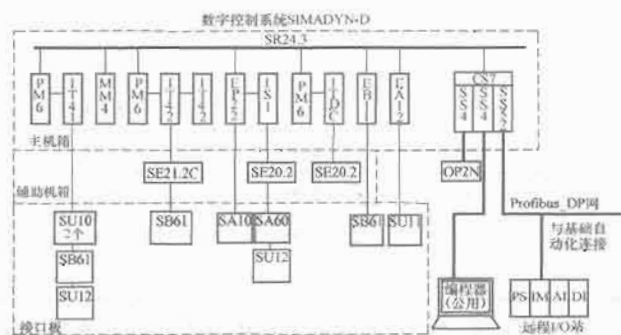 数字控制系统SIMADYN-D
SR24.3
PM6
IT41
MM4
PM6
IT42
IT42
EP22
IS1
PM6
ITDC
EB1
EA12
CS7
SS4
SS4
SS52
主机箱
SE21.2C
SE20.2
SE20.2
OP2N
辅助机箱
Profibus_DP网
SU10
2个
SB61
SA10
SA60
SB61
SU11
与基础自
动化连接
SB61
SU12
SU12
编程器
(公用)
PS
IM
AI
DI
接口板
远程I/O站